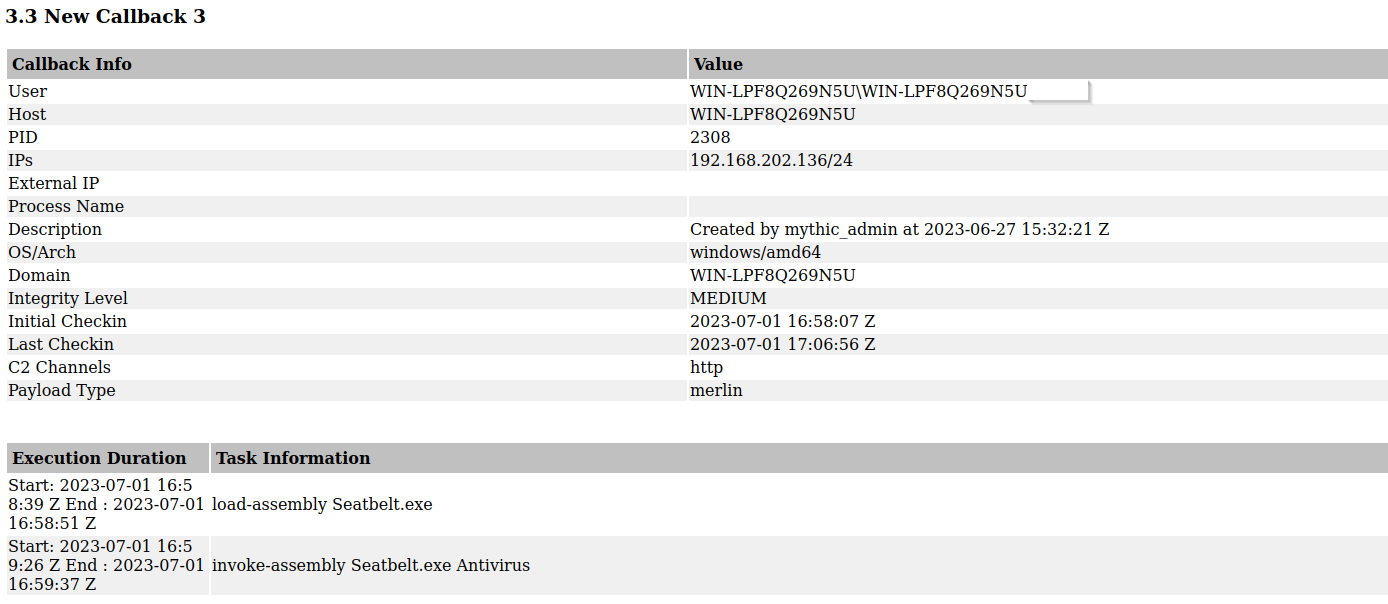 3.3 New Callback 3
Callback Info Value
User WIN-LPF8Q269N5U\WIN-LPF8Q269N5U
Host WIN-LPF8Q269N5U
PID 2308
IPs 192.168.202.136/24
External IP
Process Name
Description Created by mythic_admin at 2023-06-27 15:32:21 Z
OS/Arch windows/amd64
Domain WIN-LPF8Q269N5U
Integrity Level MEDIUM
Initial Checkin 2023-07-01 16:58:07 Z
Last Checkin 2023-07-01 17:06:56 Z
C2 Channels http
Payload Type merlin
Execution Duration Task Information
Start: 2023-07-01 16:5
8:39 Z End : 2023-07-01 load-assembly Seatbelt.exe
16:58:51 Z
Start: 2023-07-01 16:5
9:26 Z End : 2023-07-01 invoke-assembly Seatbelt.exe Antivirus
16:59:37 Z